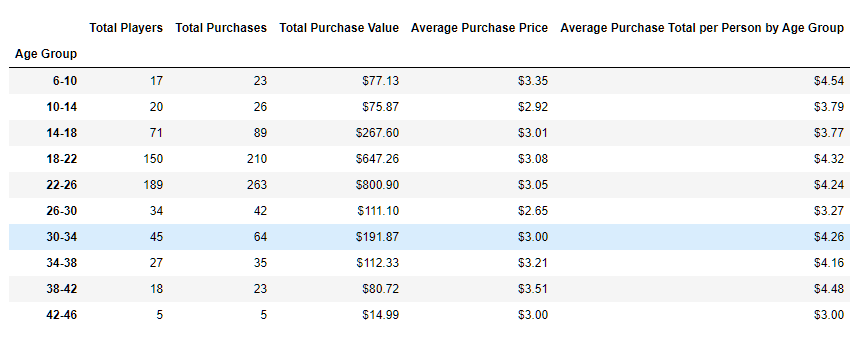 Total Players Total Purchases Total Purchase Value Average Purchase Price Average Purchase Total per Person by Age Group
Age Group
6-10 17 23 $77.13 $3.35 $4.54
10-14 20 26 $75.87 $2.92 $3.79
14-18 71 89 $267.60 $3.01 $3.77
18-22 150 210 $647.26 $3.08 $4.32
22-26 189 263 $800.90 $3.05 $4.24
26-30 34 42 $111.10 $2.65 $3.27
30-34 45 64 $191.87 $3.00 $4.26
34-38 27 35 $112.33 $3.21 $4.16
38-42 18 23 $80.72 $3.51 $4.48
42-46 5 5 $14.99 $3.00 $3.00